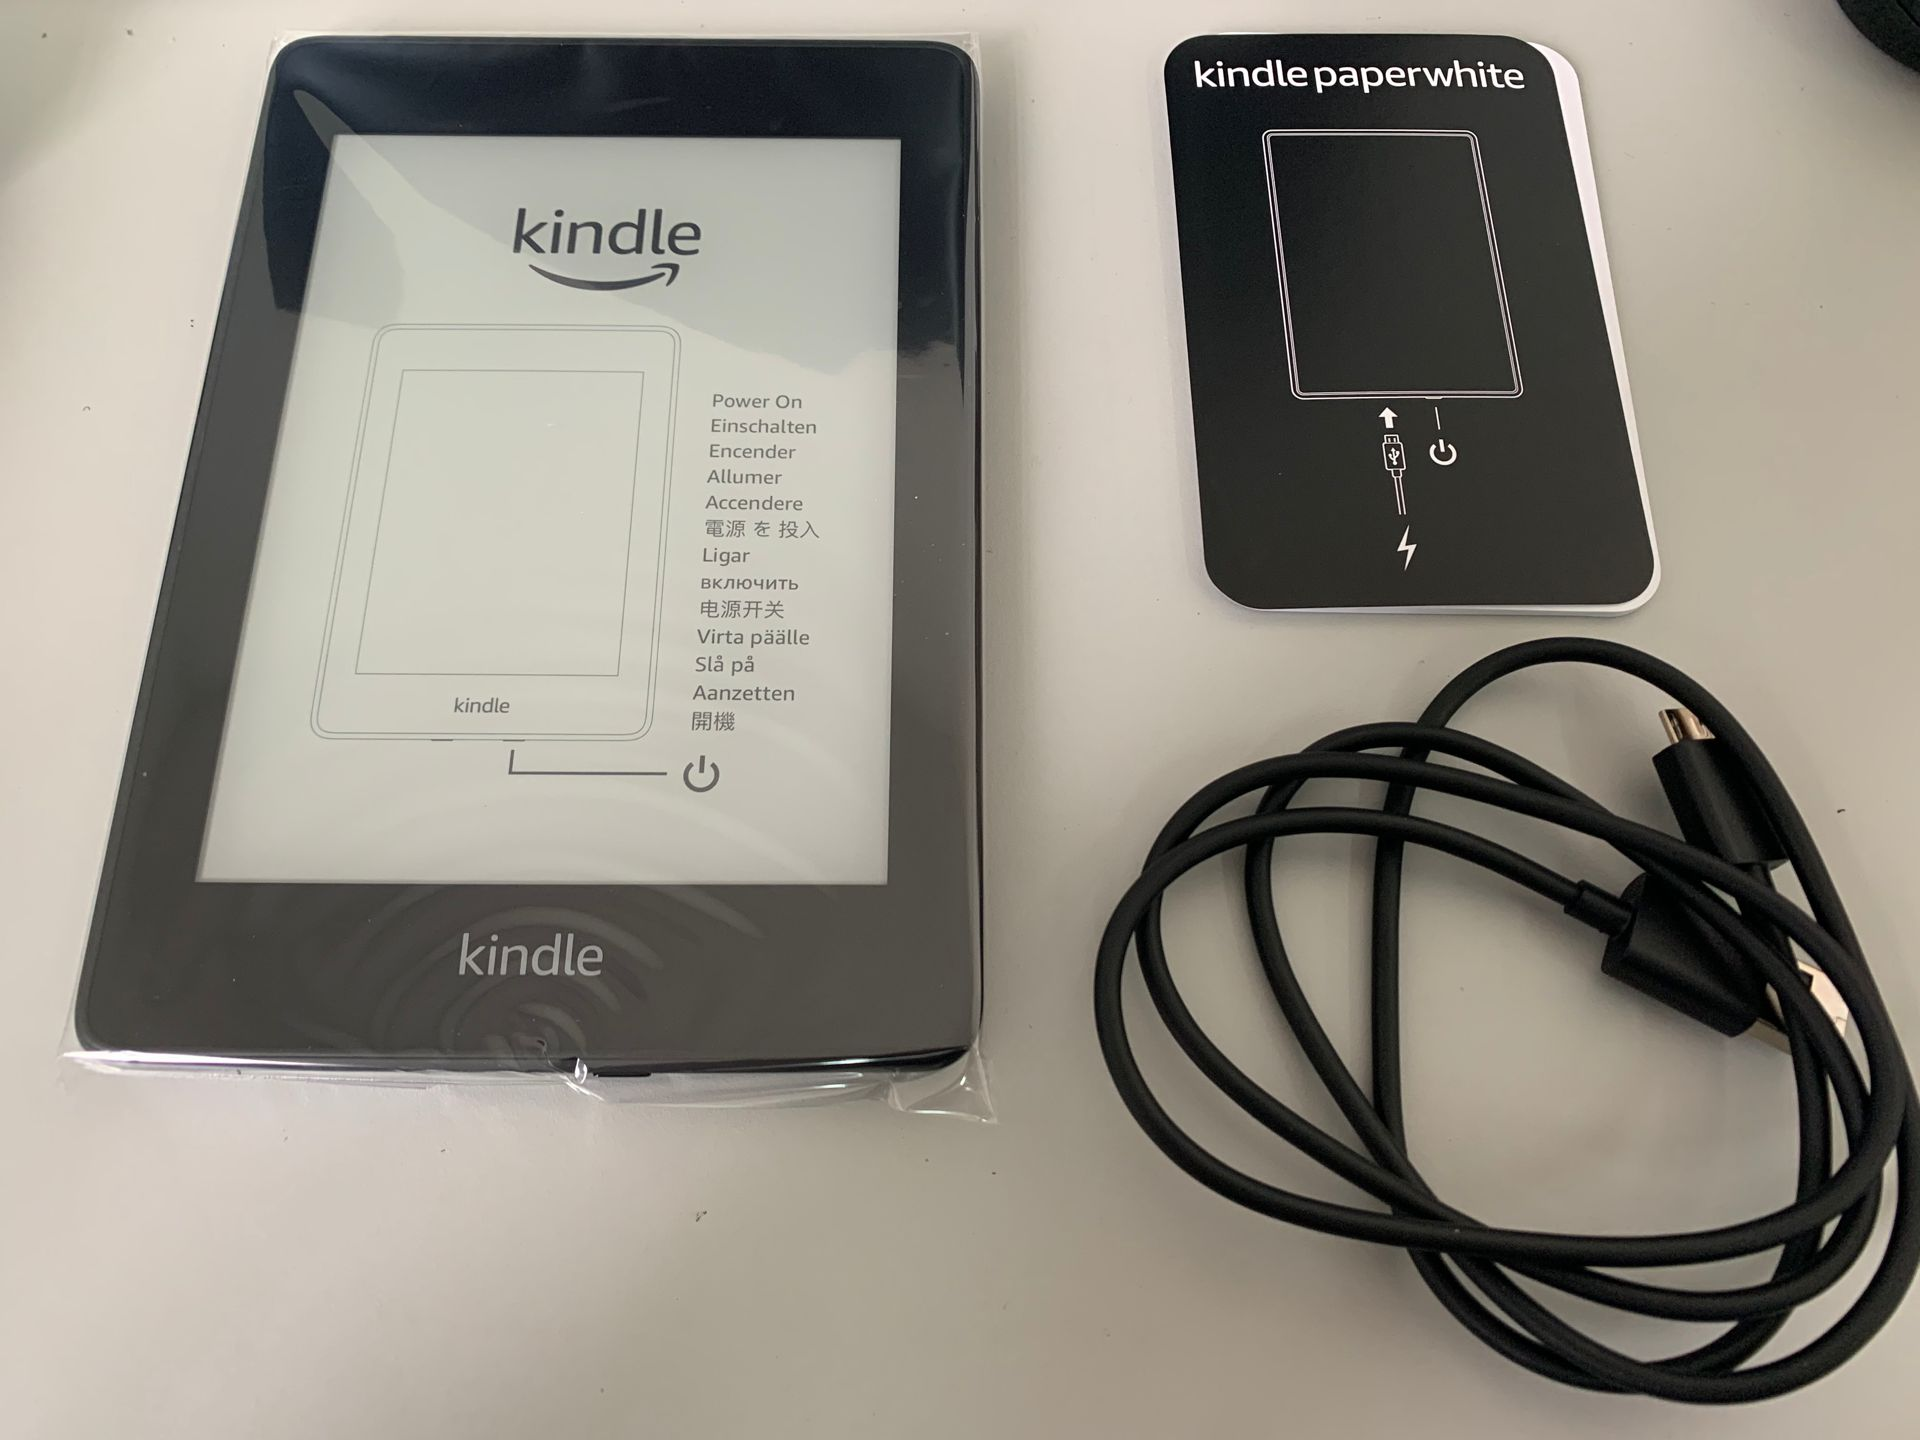 kindle
Power On
Einschalten
Encender
Allumer
Accendere
電源 を 投入
Ligar
включить
电源开关
Virta päälle
Slå på
Aanzetten
開機
kindle
kindle
kindle paperwhite